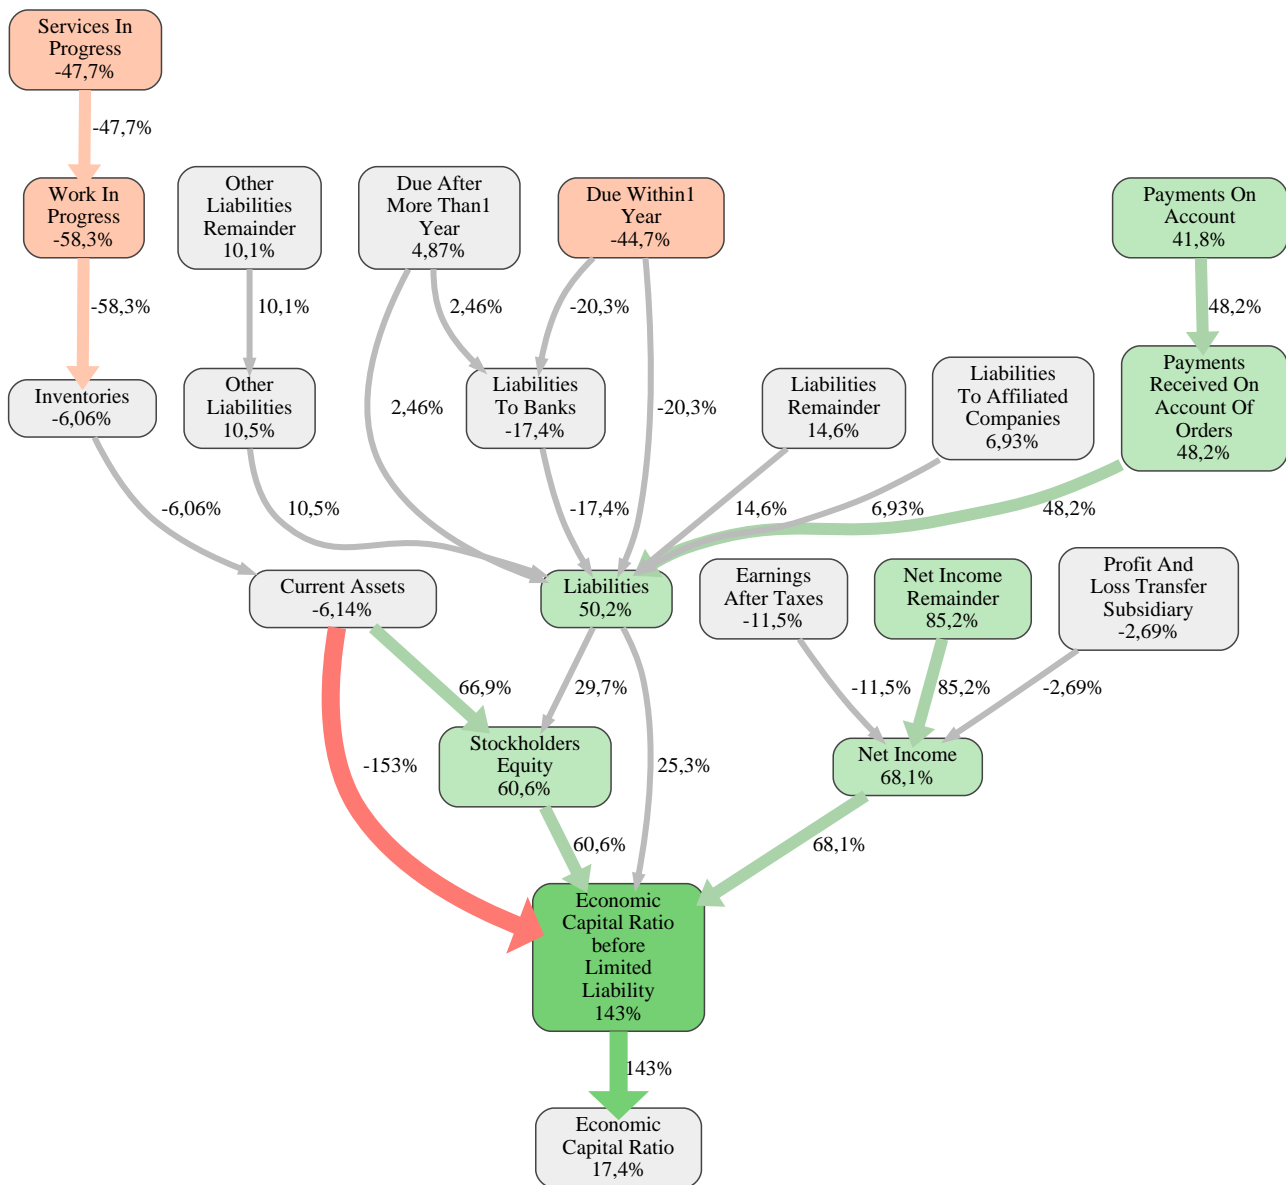 Services In
Progress
-47,7%
-47,7%
Work In
Progress
-58,3%
Other
Liabilities
Remainder
10,1%
Due After
More Than1
Year
4,87%
Due Within1
Year
-44,7%
Payments On
Account
41,8%
-58,3%
10,1%
2,46%
-20,3%
48,2%
Inventories
-6,06%
Other
Liabilities
10,5%
2,46%
Liabilities
To Banks
-17,4%
-20,3%
Liabilities
Remainder
14,6%
Liabilities
To Affiliated
Companies
6,93%
Payments
Received On
Account Of
Orders
48,2%
-6,06%
10,5%
-17,4%
14,6%
6,93%
48,2%
Current Assets
-6,14%
Liabilities
50,2%
Earnings
After Taxes
-11,5%
Net Income
Remainder
85,2%
Profit And
Loss Transfer
Subsidiary
-2,69%
66,9%
29,7%
-11,5%
85,2%
-2,69%
-153%
Stockholders
Equity
60,6%
25,3%
Net Income
68,1%
60,6%
68,1%
Economic
Capital Ratio
before
Limited
Liability
143%
143%
Economic
Capital Ratio
17,4%